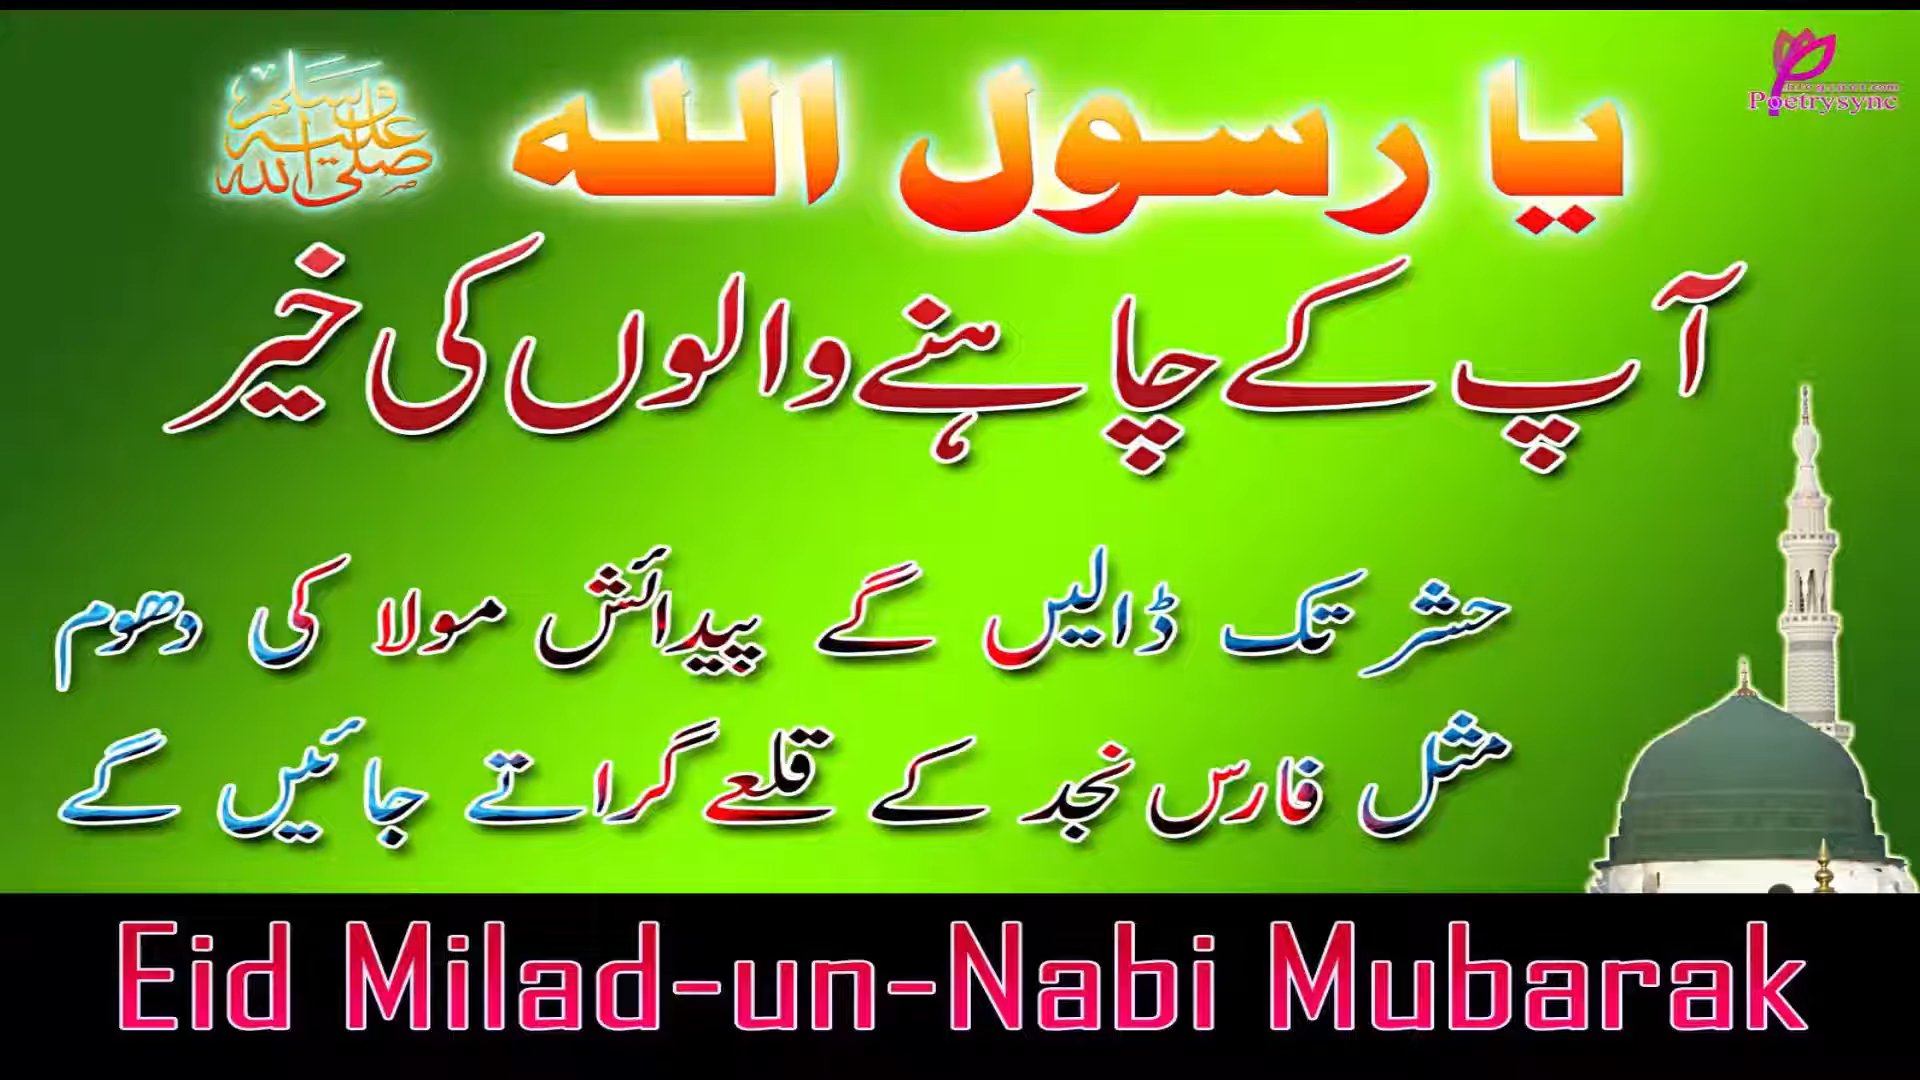 یا رسول اللہ صلی اللہ علیہ وسلم
آپ کے چاہنے والوں کی خیر
حشر تک ڈالیں گے پیدائش مولا کی دھوم
مثل فارس نجد کے قلعے گراتے جائیں گے
Eid Milad-un-Nabi Mubarak
Poetrysync